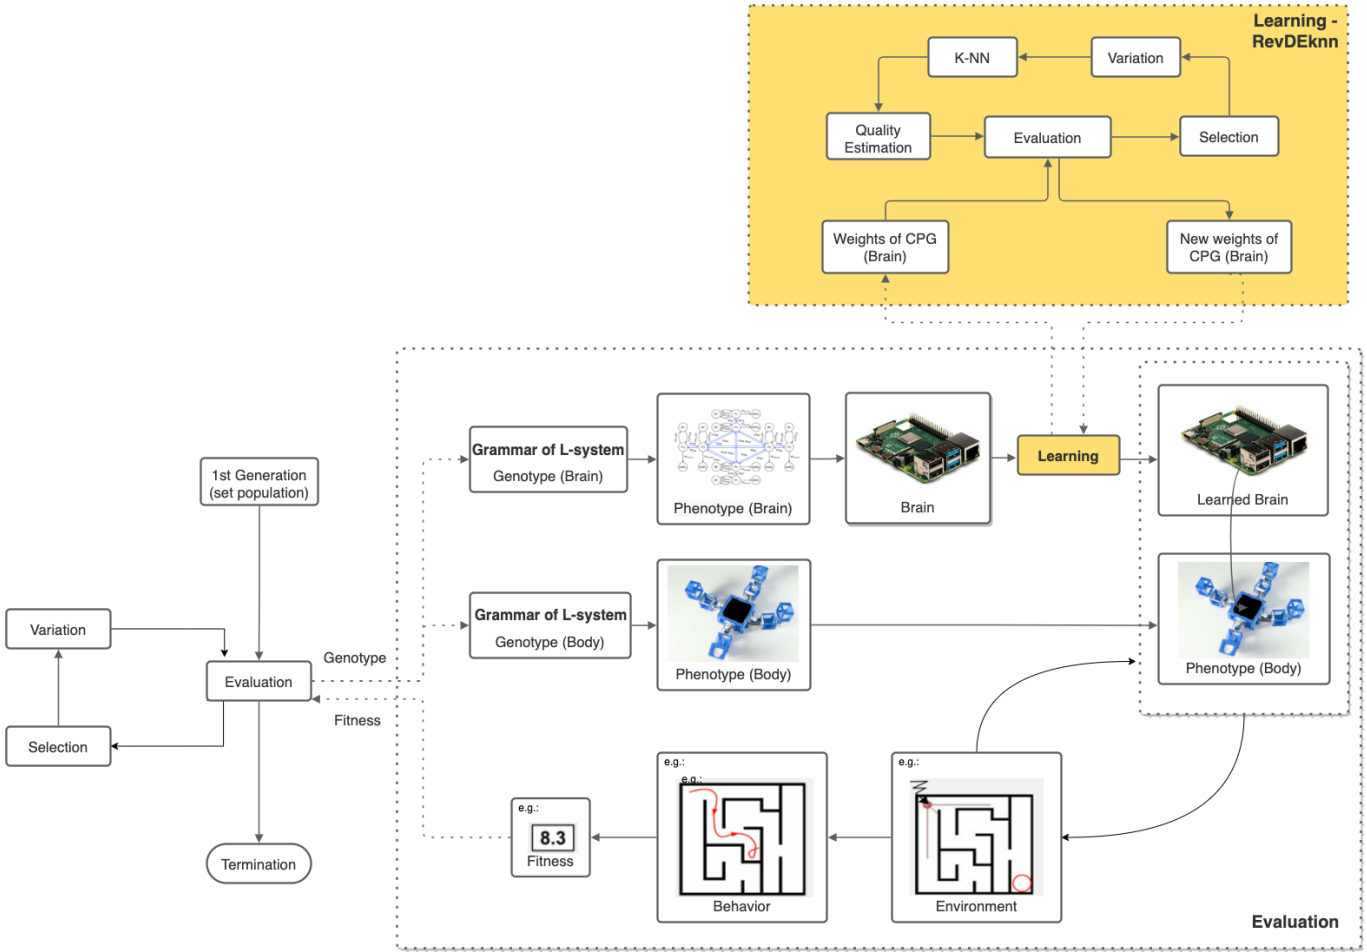 Learning -
RevDEknn
K-NN
Variation
Quality
Estimation
Evaluation
Selection
Weights of CPG
(Brain)
New weights of
CPG (Brain)
Grammar of L-system
Genotype (Brain)
Phenotype (Brain)
Brain
Learning
Learned Brain
1st Generation
(set population)
Grammar of L-system
Genotype (Body)
Phenotype (Body)
Phenotype (Body)
Variation
Evaluation
Genotype
Fitness
Selection
Termination
e.g.:
8.3
Fitness
e.g.:
e.g.:
Behavior
e.g.:
Environment
Evaluation